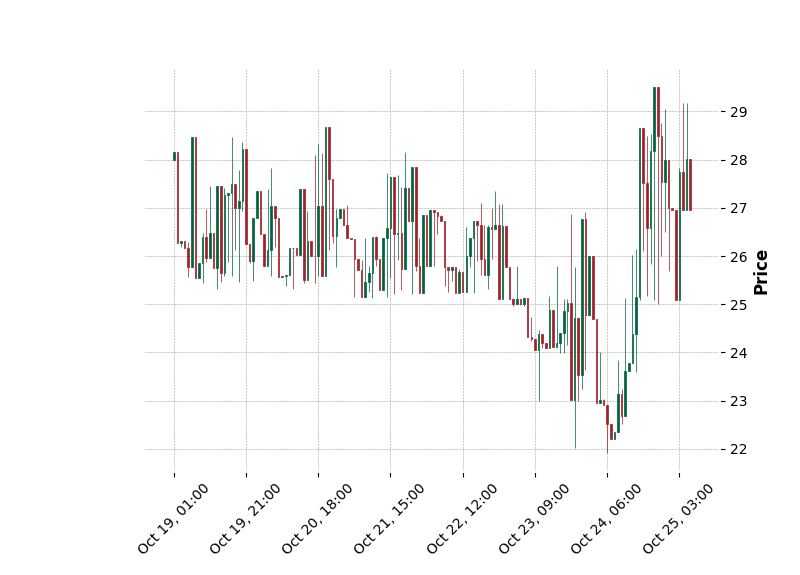 29
28
27
26
25
24
23
22
Price
Oct 19, 01:00
Oct 19, 21:00
Oct 20, 18:00
Oct 21, 15:00
Oct 22, 12:00
Oct 23, 09:00
Oct 24, 06:00
Oct 25, 03:00